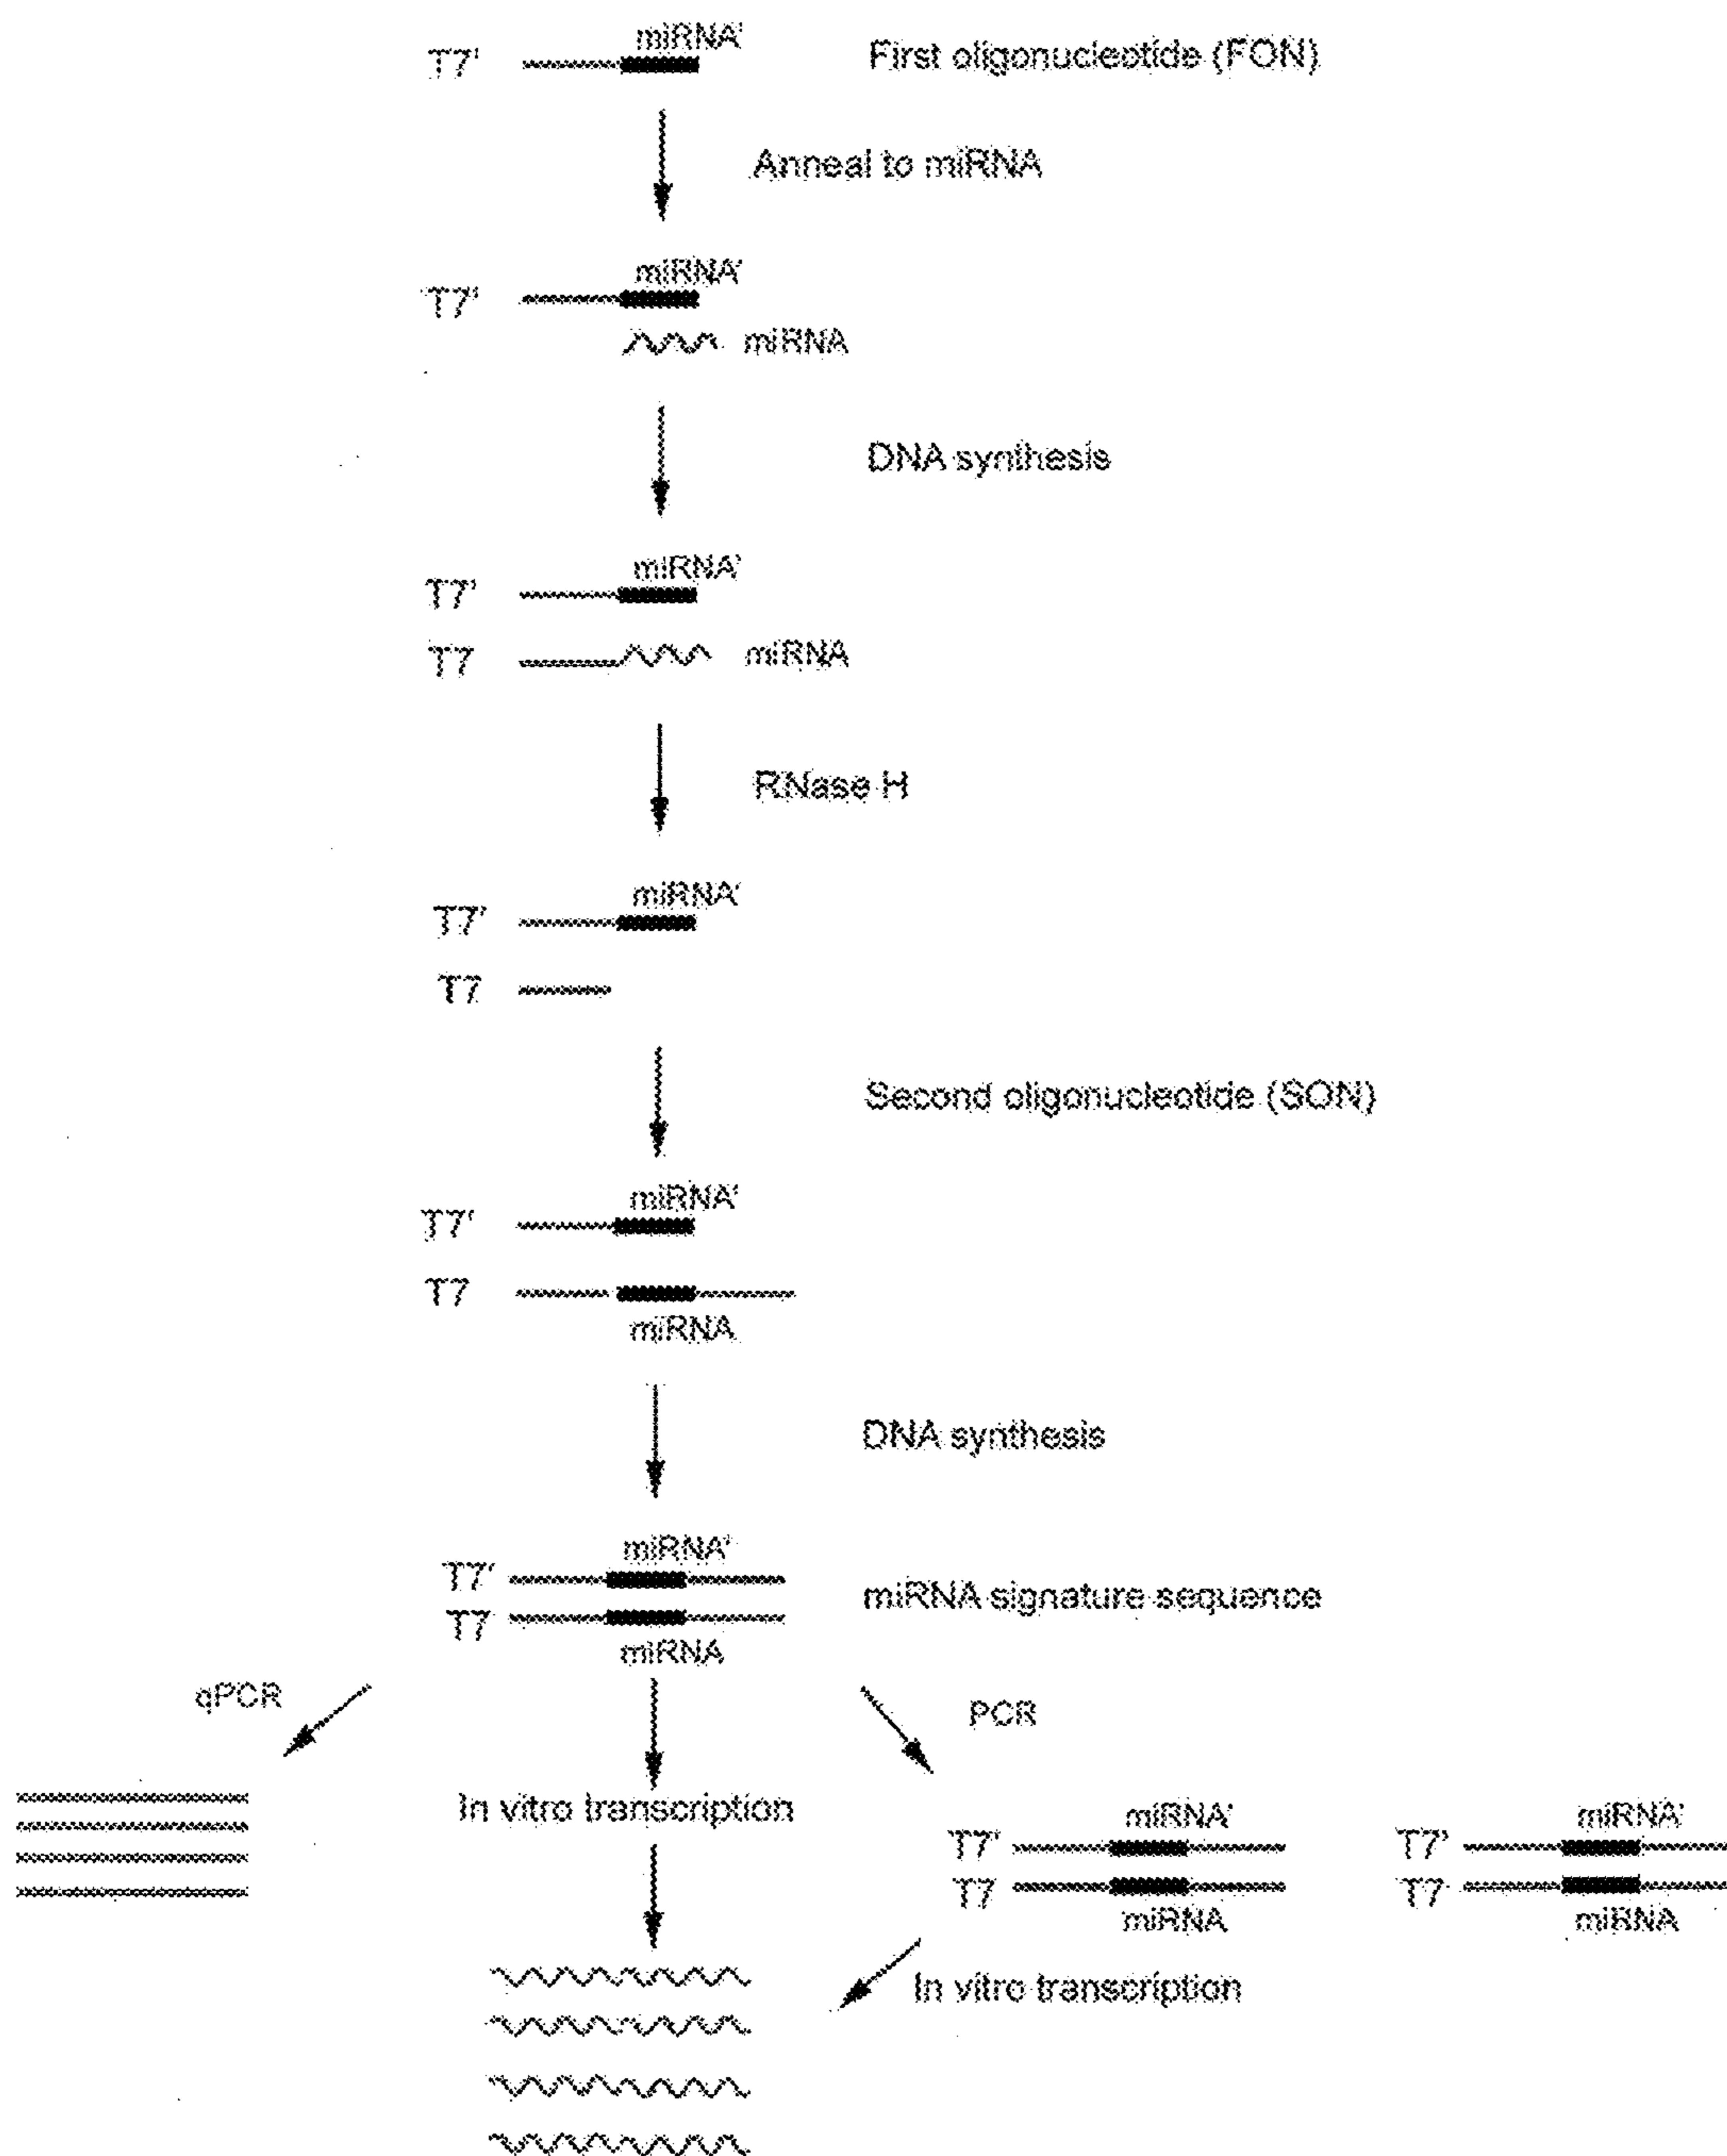 miRNA'
T7'
First oligonucleotide (FON)
Anneal to miRNA
miRNA'
T7'
miRNA
DNA synthesis
miRNA'
T7'
T7
miRNA
RNase H
miRNA'
T7'
T7
Second oligonucleotide (SON)
miRNA'
T7'
T7
miRNA
DNA synthesis
miRNA'
T7'
T7
miRNA
miRNA signature sequence
qPCR
PCR
In vitro transcription
miRNA'
T7'
T7
miRNA
miRNA'
T7'
T7
miRNA
In vitro transcription